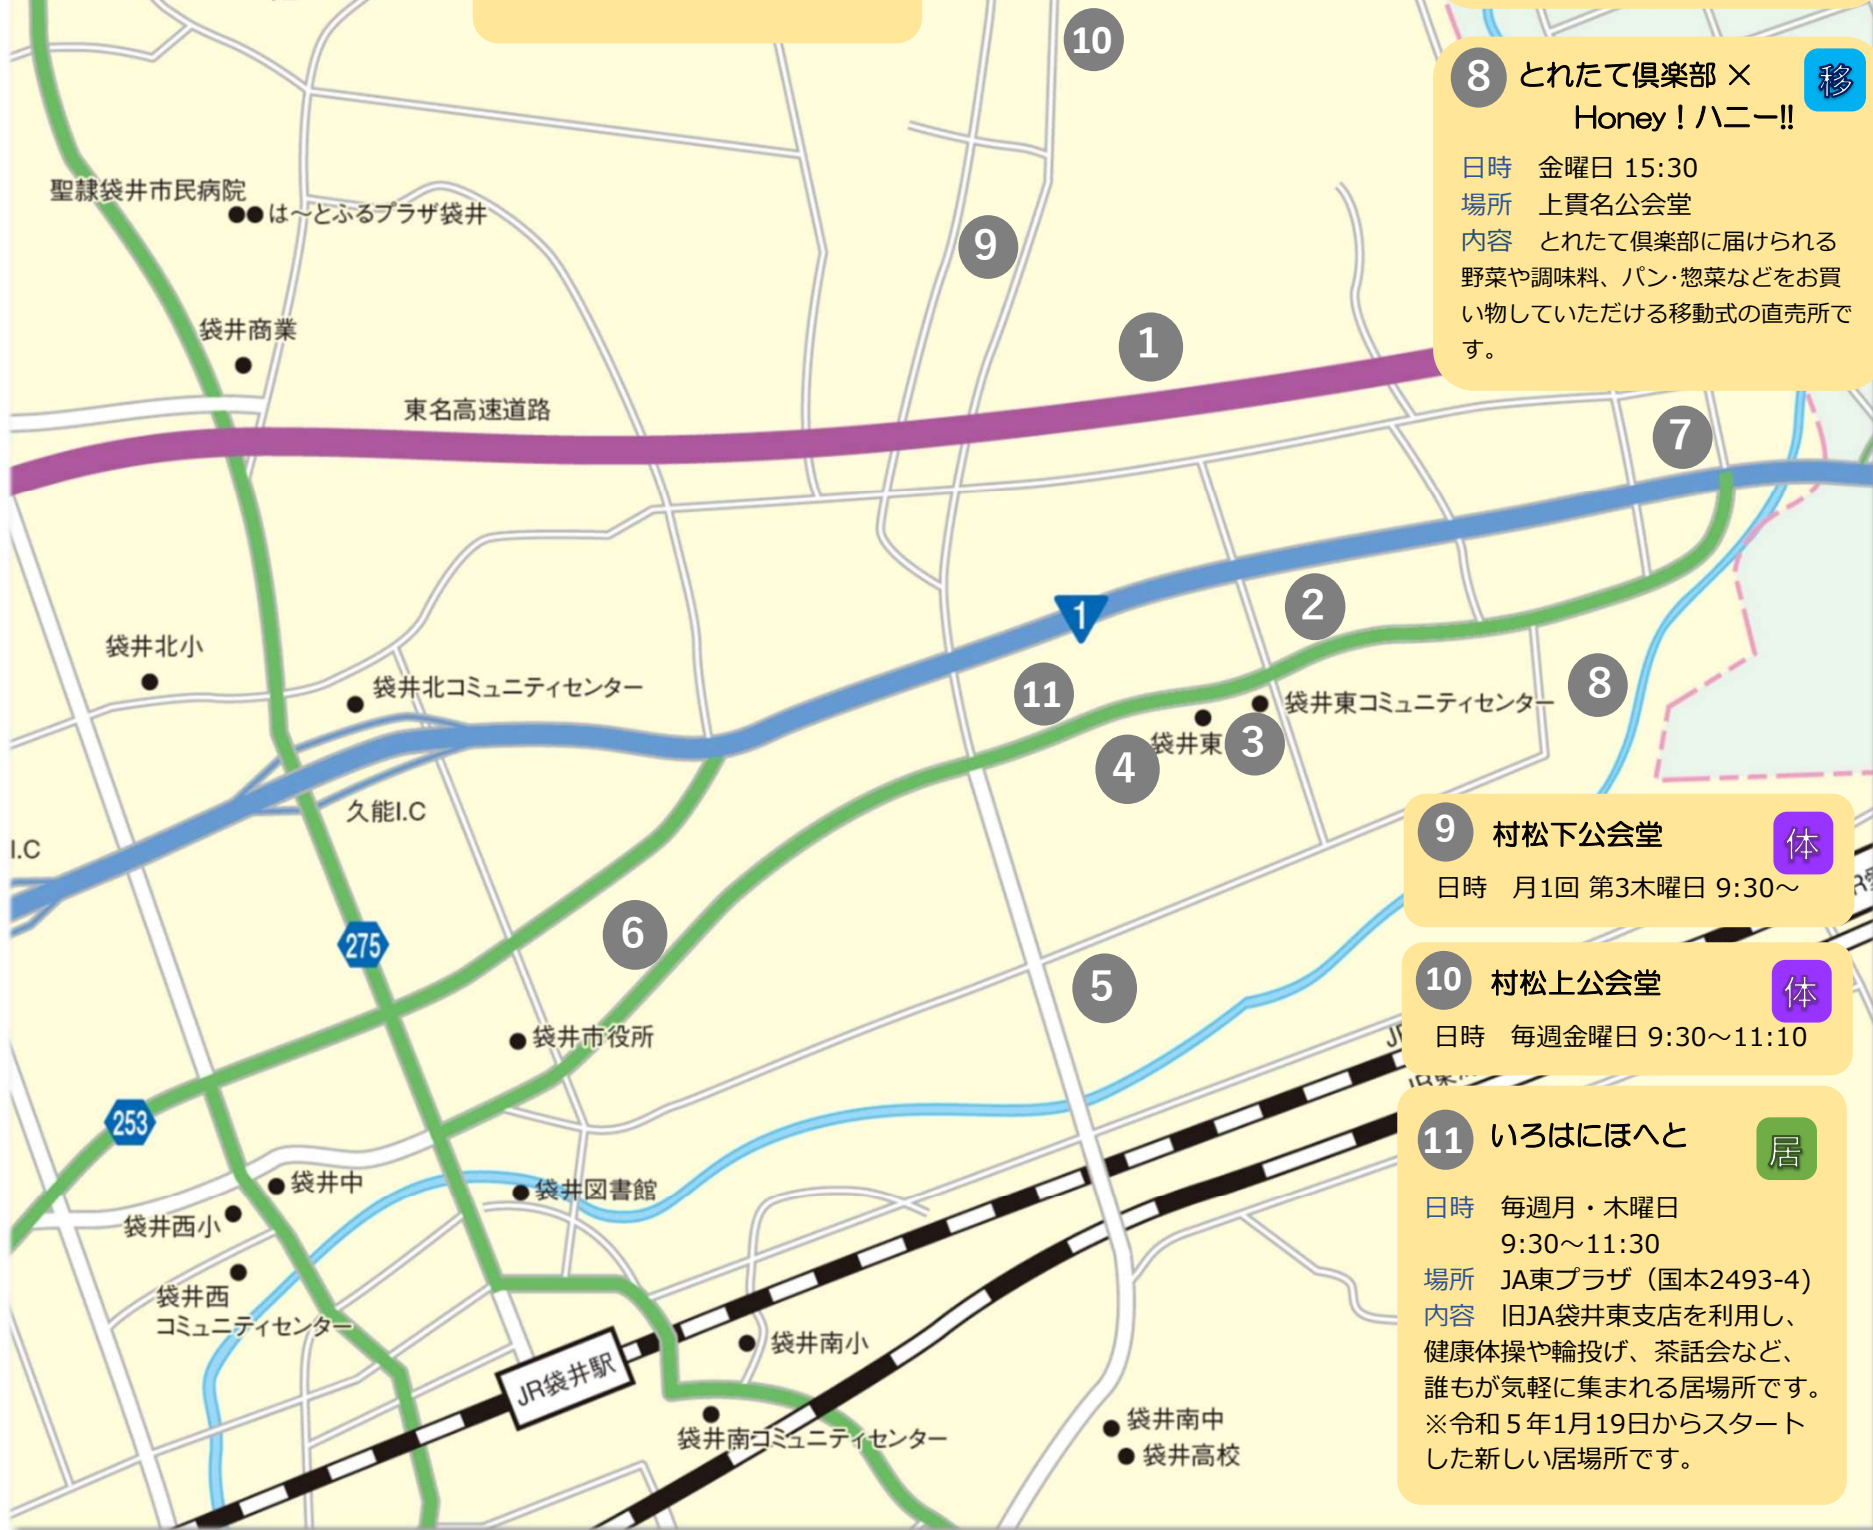 10
8 とれたて倶楽部 × 移
Honey！ハニー!!
日時　金曜日 15:30
場所　上貫名公会堂
内容　とれたて倶楽部に届けられる
野菜や調味料、パン･惣菜などをお買
い物していただける移動式の直売所で
す。
聖隷袋井市民病院
は～とふるプラザ袋井
9
袋井商業
1
東名高速道路
7
1
2
袋井北小
袋井北コミュニティセンター
11
8
袋井東コミュニティセンター
袋井東
3
4
久能I.C
I.C
9 村松下公会堂 体
日時　月1回 第3木曜日 9:30～
6
275
5
10 村松上公会堂 体
日時　毎週金曜日 9:30～11:10
袋井市役所
253
11 いろはにほへと 居
日時　毎週月・木曜日
9:30～11:30
場所　JA東プラザ（国本2493-4)
内容　旧JA袋井東支店を利用し、
健康体操や輪投げ、茶話会など、
誰もが気軽に集まれる居場所です。
※令和５年1月19日からスタート
した新しい居場所です。
袋井中
袋井図書館
袋井西小
袋井西
コミュニティセンター
袋井南小
JR袋井駅
袋井南コミュニティセンター
袋井南中
袋井高校